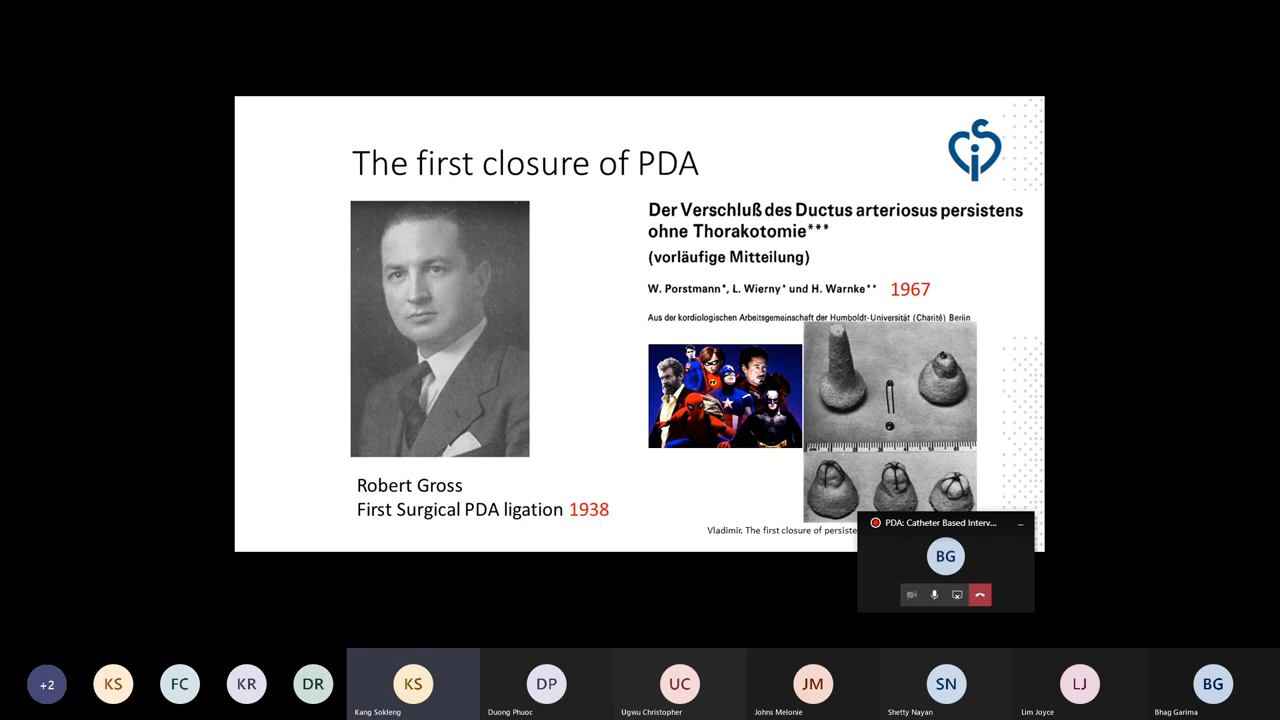 The first closure of PDA
Der Verschluß des Ductus arteriosus persistens
ohne Thorakotomie***
(vorläufige Mitteilung)
W. Porstmann*, L. Wierny* und H. Warnke** 1967
Aus der kordiologischen Arbeitsgemeinschaft der Humboldt-Universität (Charité) Berlin
Robert Gross
First Surgical PDA ligation 1938
Vladimir. The first closure of persiste
PDA: Catheter Based Interv...
BG
+2
KS
FC
KR
DR
KS
Kang Sokleng
DP
Duong Phuoc
UC
Ugwu Christopher
JM
Johns Melonie
SN
Shetty Nayan
LJ
Lim Joyce
BG
Bhag Garima